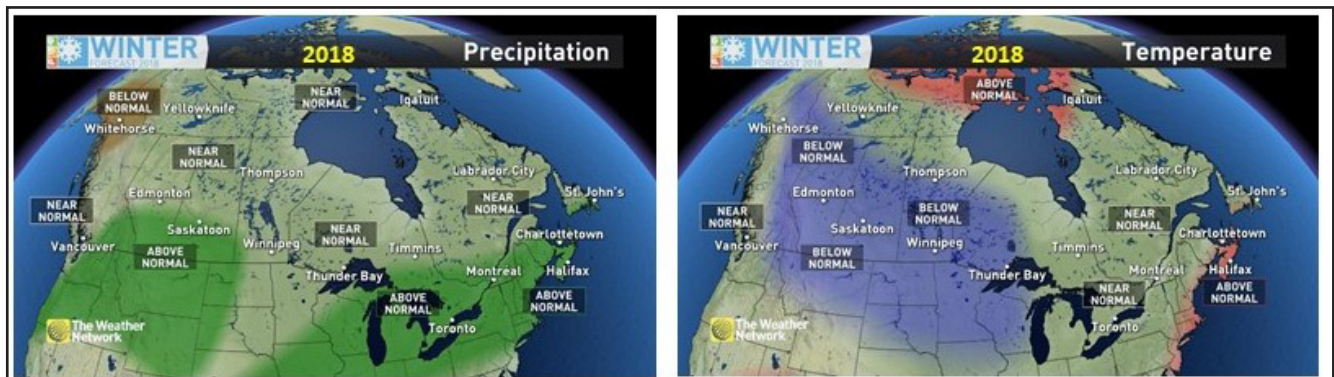 WINTER
FORECAST 2018
2018
Precipitation
BELOW
NORMAL
Whitehorse
Yellowknife
NEAR
NORMAL
Iqaluit
NEAR
NORMAL
Thompson
Labrador City
Edmonton
NEAR
NORMAL
St. John's
NEAR
NORMAL
Saskatoon
Vancouver
ABOVE
NORMAL
Winnipeg
NEAR
NORMAL
Timmins
Charlottetown
Thunder Bay
Montréal
Halifax
ABOVE
NORMAL
ABOVE
NORMAL
Toronto
The Weather
Network
WINTER
FORECAST 2018
2018
Temperature
ABOVE
NORMAL
Iqaluit
Yellowknife
Whitehorse
BELOW
NORMAL
Thompson
Labrador City
Edmonton
St. John's
NEAR
NORMAL
Saskatoon
BELOW
NORMAL
NEAR
NORMAL
Charlottetown
Vancouver
Winnipeg
Timmins
BELOW
NORMAL
Thunder Bay
Montréal
Halifax
NEAR
NORMAL
ABOVE
NORMAL
Toronto
The Weather
Network